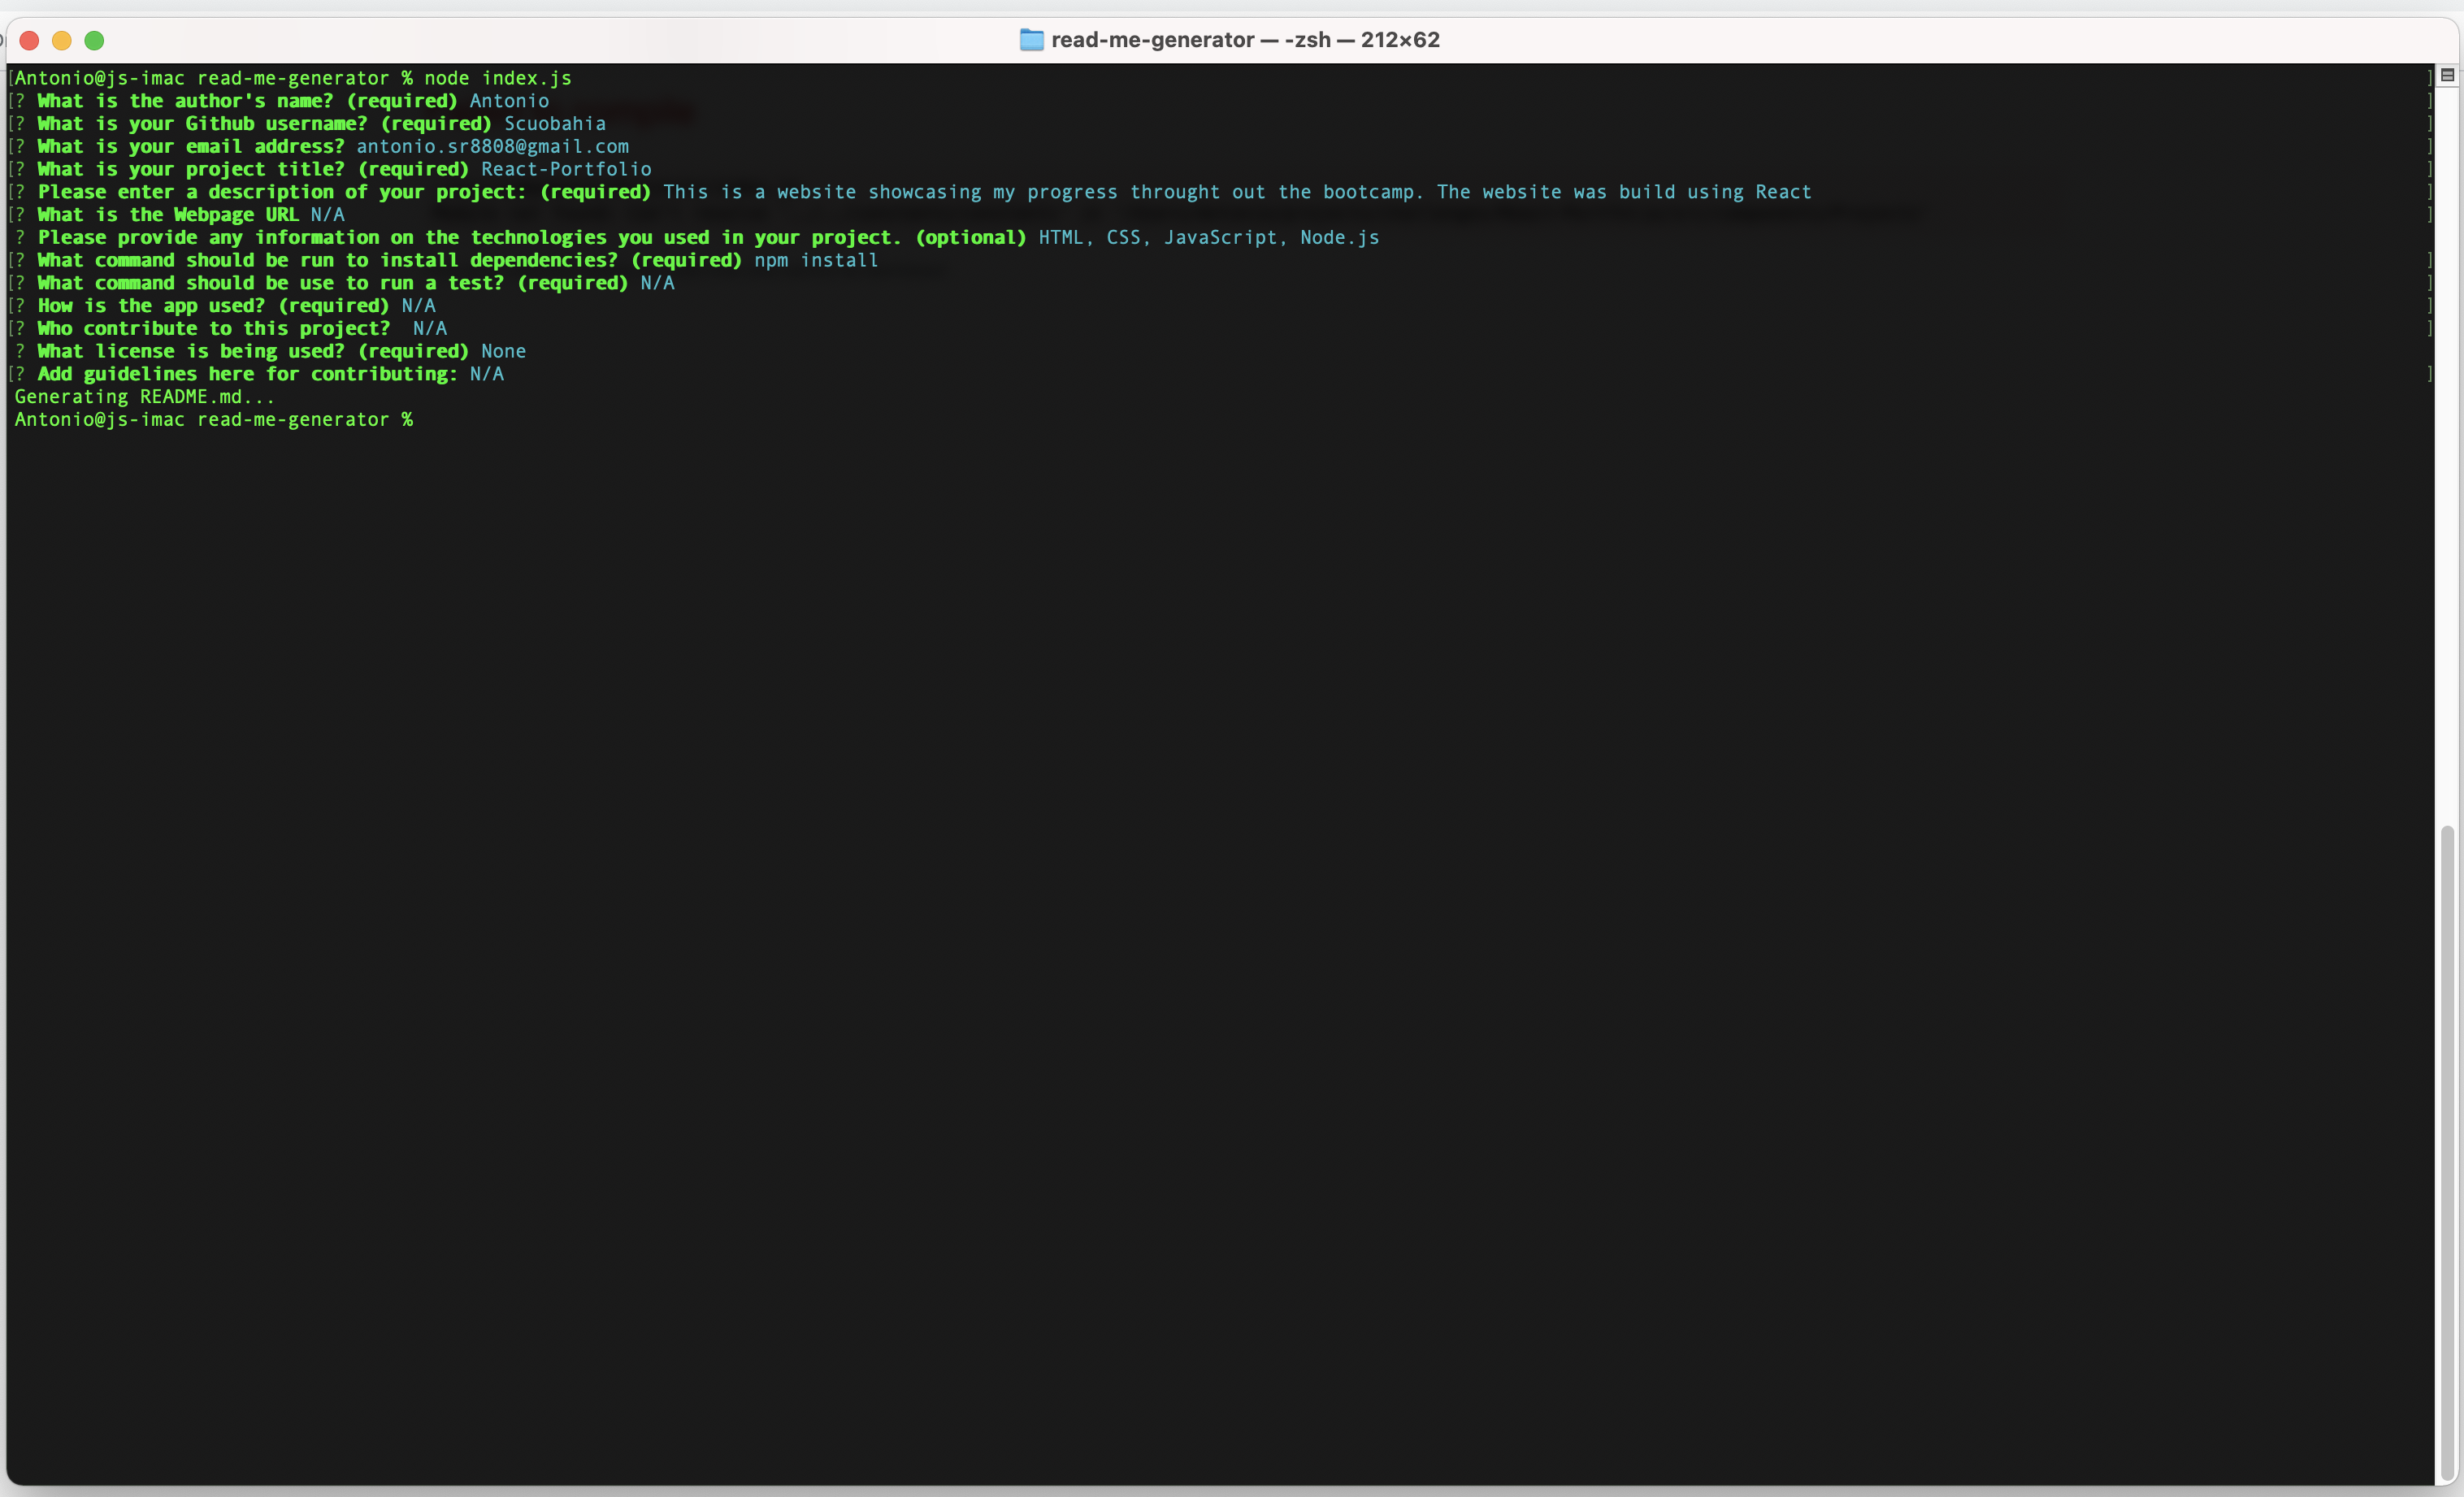 read-me-generator — -zsh — 212×62
[Antonio@js-imac read-me-generator % node index.js ]
[? What is the author's name? (required) Antonio ]
[? What is your Github username? (required) Scuobahia ]
[? What is your email address? antonio.sr8808@gmail.com ]
[? What is your project title? (required) React-Portfolio ]
[? Please enter a description of your project: (required) This is a website showcasing my progress throught out the bootcamp. The website was build using React ]
[? What is the Webpage URL N/A ]
? Please provide any information on the technologies you used in your project. (optional) HTML, CSS, JavaScript, Node.js
[? What command should be run to install dependencies? (required) npm install ]
[? What command should be use to run a test? (required) N/A ]
[? How is the app used? (required) N/A ]
[? Who contribute to this project?  N/A ]
? What license is being used? (required) None
[? Add guidelines here for contributing: N/A ]
Generating README.md...
Antonio@js-imac read-me-generator %